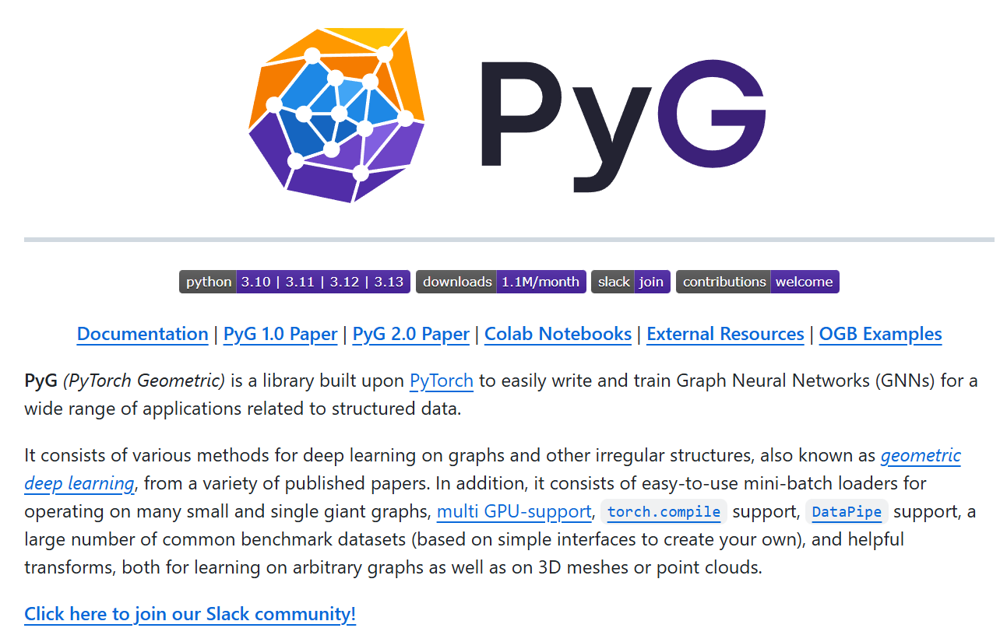 PyG
python 3.10 | 3.11 | 3.12 | 3.13 downloads 1.1M/month slack join contributions welcome
Documentation | PyG 1.0 Paper | PyG 2.0 Paper | Colab Notebooks | External Resources | OGB Examples
PyG (PyTorch Geometric) is a library built upon PyTorch to easily write and train Graph Neural Networks (GNNs) for a
wide range of applications related to structured data.
It consists of various methods for deep learning on graphs and other irregular structures, also known as geometric
deep learning, from a variety of published papers. In addition, it consists of easy-to-use mini-batch loaders for
operating on many small and single giant graphs, multi GPU-support, torch.compile support, DataPipe support, a
large number of common benchmark datasets (based on simple interfaces to create your own), and helpful
transforms, both for learning on arbitrary graphs as well as on 3D meshes or point clouds.
Click here to join our Slack community!